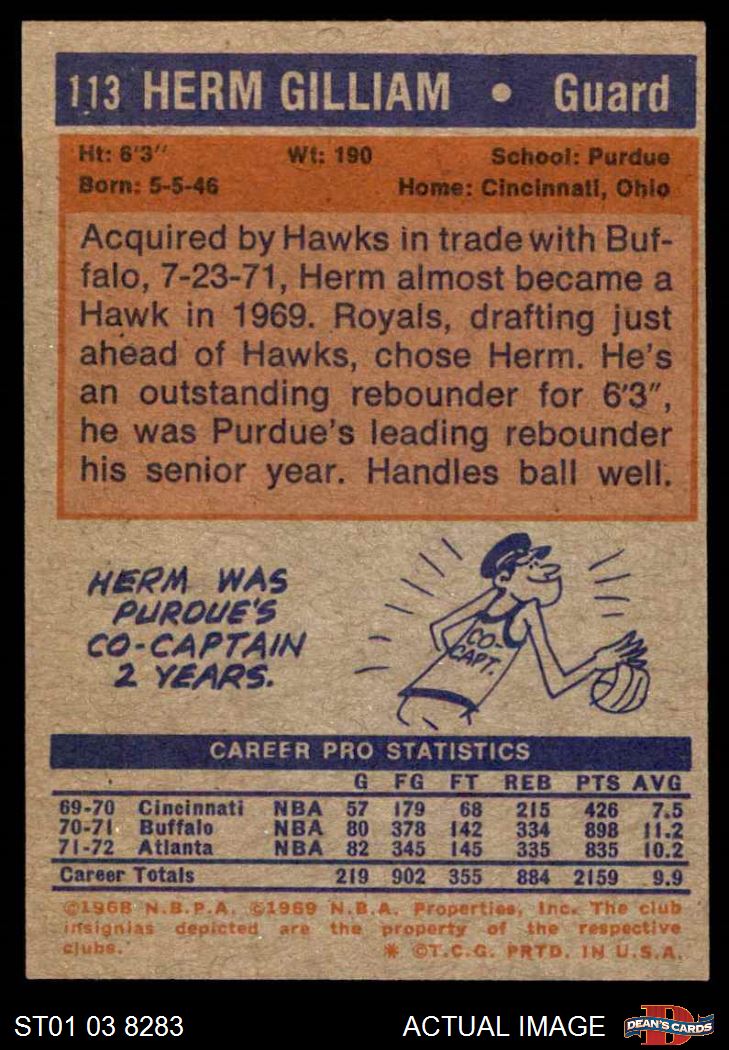 113 HERM GILLIAM • Guard
Ht: 6'3" Wt: 190 School: Purdue
Born: 5-5-46 Home: Cincinnati, Ohio
Acquired by Hawks in trade with Buf-
falo, 7-23-71, Herm almost became a
Hawk in 1969. Royals, drafting just
ahead of Hawks, chose Herm. He's
an outstanding rebounder for 6'3",
he was Purdue's leading rebounder
his senior year. Handles ball well.
HERM WAS
PURDUE'S
CO-CAPTAIN
2 YEARS.
CO-
CAPT.
CAREER PRO STATISTICS
G FG FT REB PTS AVG
69-70 Cincinnati NBA 57 179 68 215 426 7.5
70-71 Buffalo NBA 80 378 142 334 898 11.2
71-72 Atlanta NBA 82 345 145 335 835 10.2
Career Totals 219 902 355 884 2159 9.9
©1968 N.B.P.A. ©1969 N.B.A. Properties, Inc. The club
insignias depicted are the property of the respective
clubs. * ©T.C.G. PRTD. IN U.S.A.
ST01 03 8283 ACTUAL IMAGE D DEAN'S CARDS